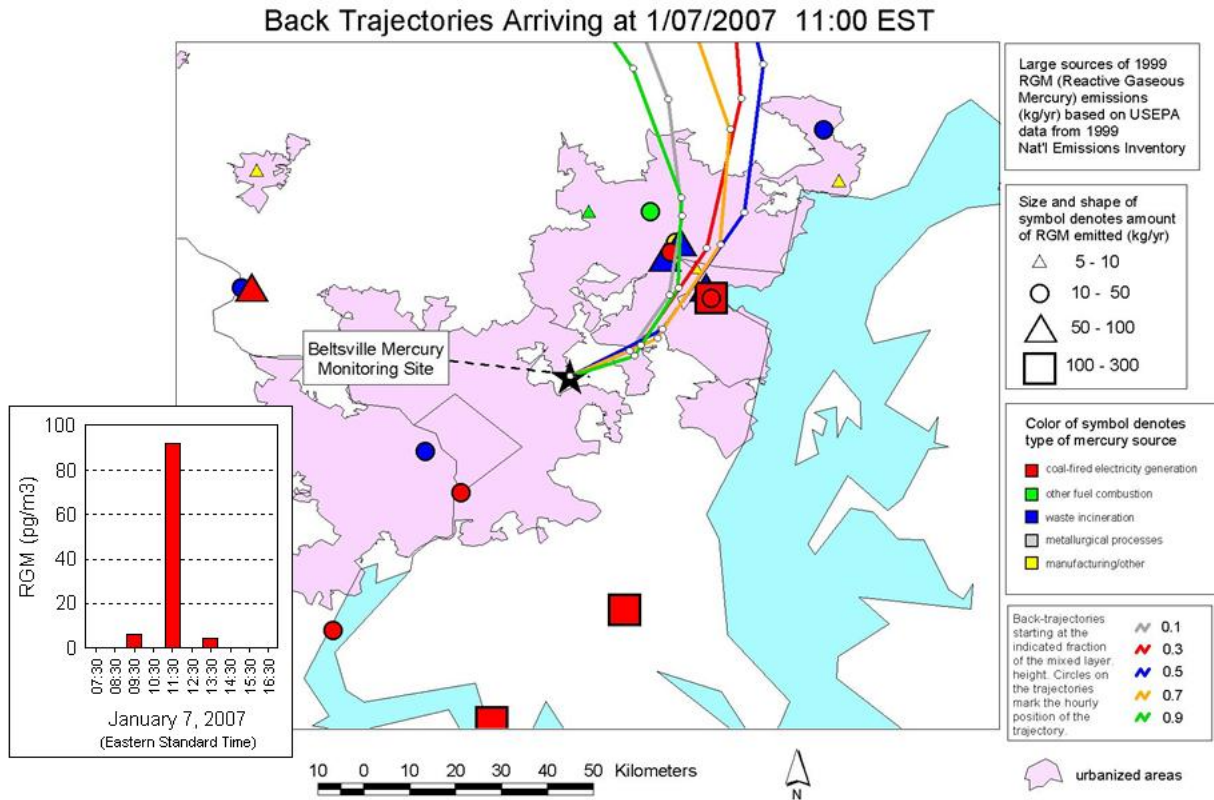 Back Trajectories Arriving at 1/07/2007 11:00 EST
Large sources of 1999
RGM (Reactive Gaseous
Mercury) emissions
(kg/yr) based on USEPA
data from 1999
Nat'l Emissions Inventory
Size and shape of
symbol denotes amount
of RGM emitted (kg/yr)
5 - 10
10 - 50
50 - 100
100 - 300
Beltsville Mercury
Monitoring Site
Color of symbol denotes
type of mercury source
coal-fired electricity generation
other fuel combustion
waste incineration
metallurgical processes
manufacturing/other
Back-trajectories
starting at the
indicated fraction
of the mixed layer
height. Circles on
the trajectories
mark the hourly
position of the
trajectory.
0.1
0.3
0.5
0.7
0.9
urbanized areas
RGM (pg/m3)
100
80
60
40
20
0
07:30
08:30
09:30
10:30
11:30
12:30
13:30
14:30
15:30
16:30
January 7, 2007
(Eastern Standard Time)
10 0 10 20 30 40 50 Kilometers
N